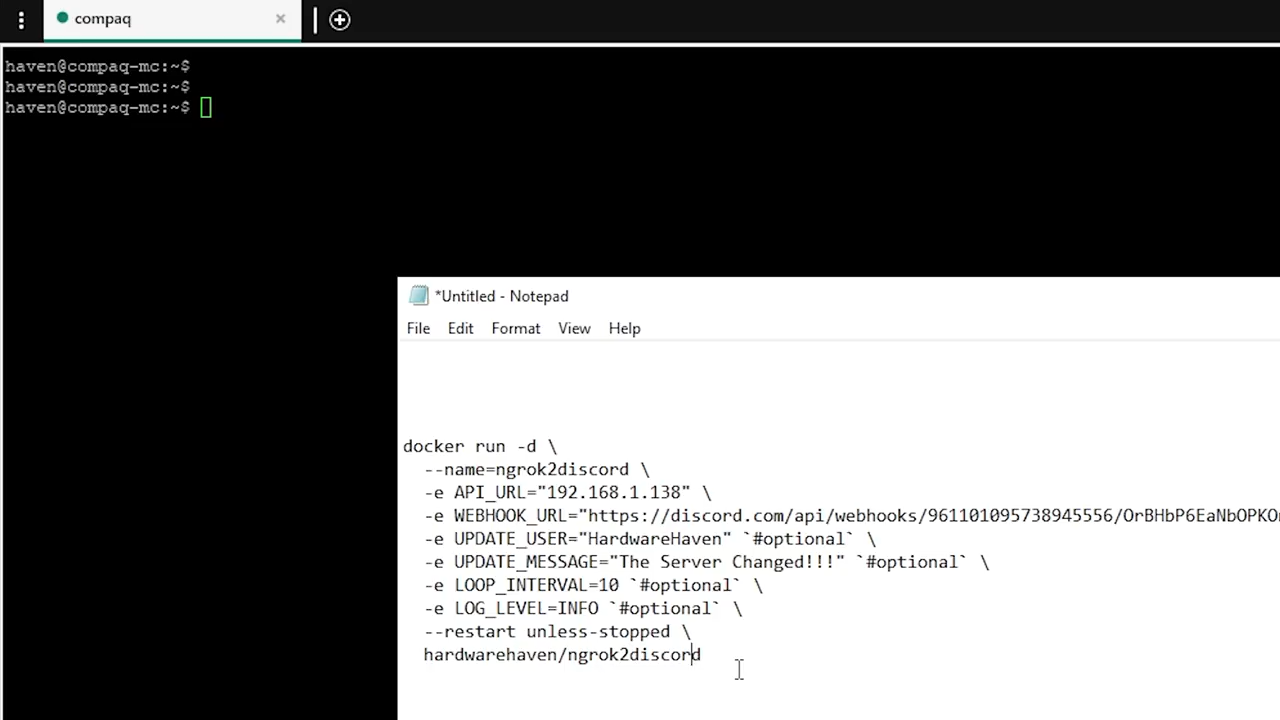 compaq
haven@compaq-mc:~$
haven@compaq-mc:~$
haven@compaq-mc:~$
*Untitled - Notepad
File Edit Format View Help
docker run -d \
--name=ngrok2discord \
-e API_URL="192.168.1.138" \
-e WEBHOOK_URL="https://discord.com/api/webhooks/961101095738945556/OrBHbP6EaNbOPKO
-e UPDATE_USER="HardwareHaven" `#optional` \
-e UPDATE_MESSAGE="The Server Changed!!!" `#optional` \
-e LOOP_INTERVAL=10 `#optional` \
-e LOG_LEVEL=INFO `#optional` \
--restart unless-stopped \
hardwarehaven/ngrok2discord